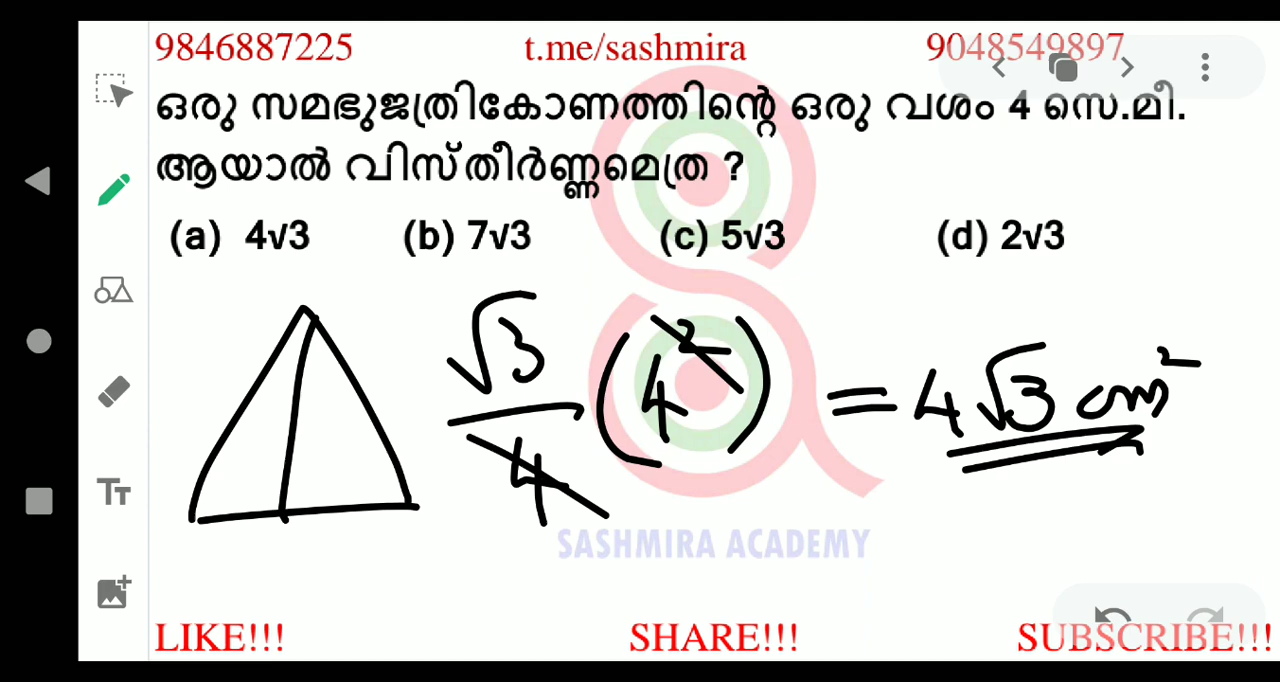 9846887225 t.me/sashmira 9048549897
ഒരു സമഭുജത്രികോണത്തിന്റെ ഒരു വശം 4 സെ.മീ.
ആയാൽ വിസ്തീർണ്ണമെത്ര ?
(a) 4√3 (b) 7√3 (c) 5√3 (d) 2√3
√3/4 (4²) = 4√3 cm²
SASHMIRA ACADEMY
LIKE!!! SHARE!!! SUBSCRIBE!!!